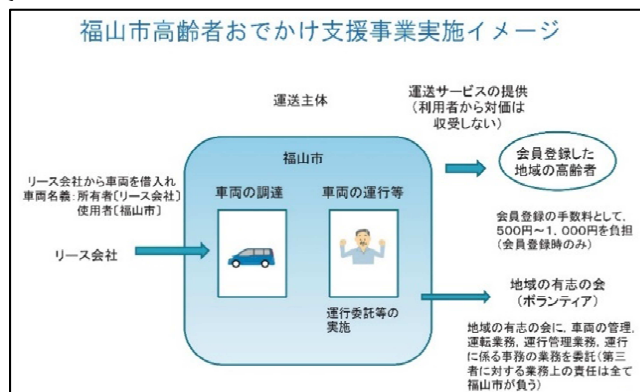 福山市高齢者おでかけ支援事業実施イメージ
運送主体
運送サービスの提供
(利用者から対価は
収受しない)
福山市
会員登録した
地域の高齢者
リース会社から車両を借入れ
車両名義:所有者〔リース会社〕
使用者〔福山市〕
車両の調達
車両の運行等
リース会社
会員登録の手数料として,
500円~1,000円を負担
(会員登録時のみ)
運行委託等の
実施
地域の有志の会
(ボランティア)
地域の有志の会に,車両の管理,
運転業務,運行管理業務,運行
に係る事務の業務を委託(第三
者に対する業務上の責任は全て
福山市が負う)